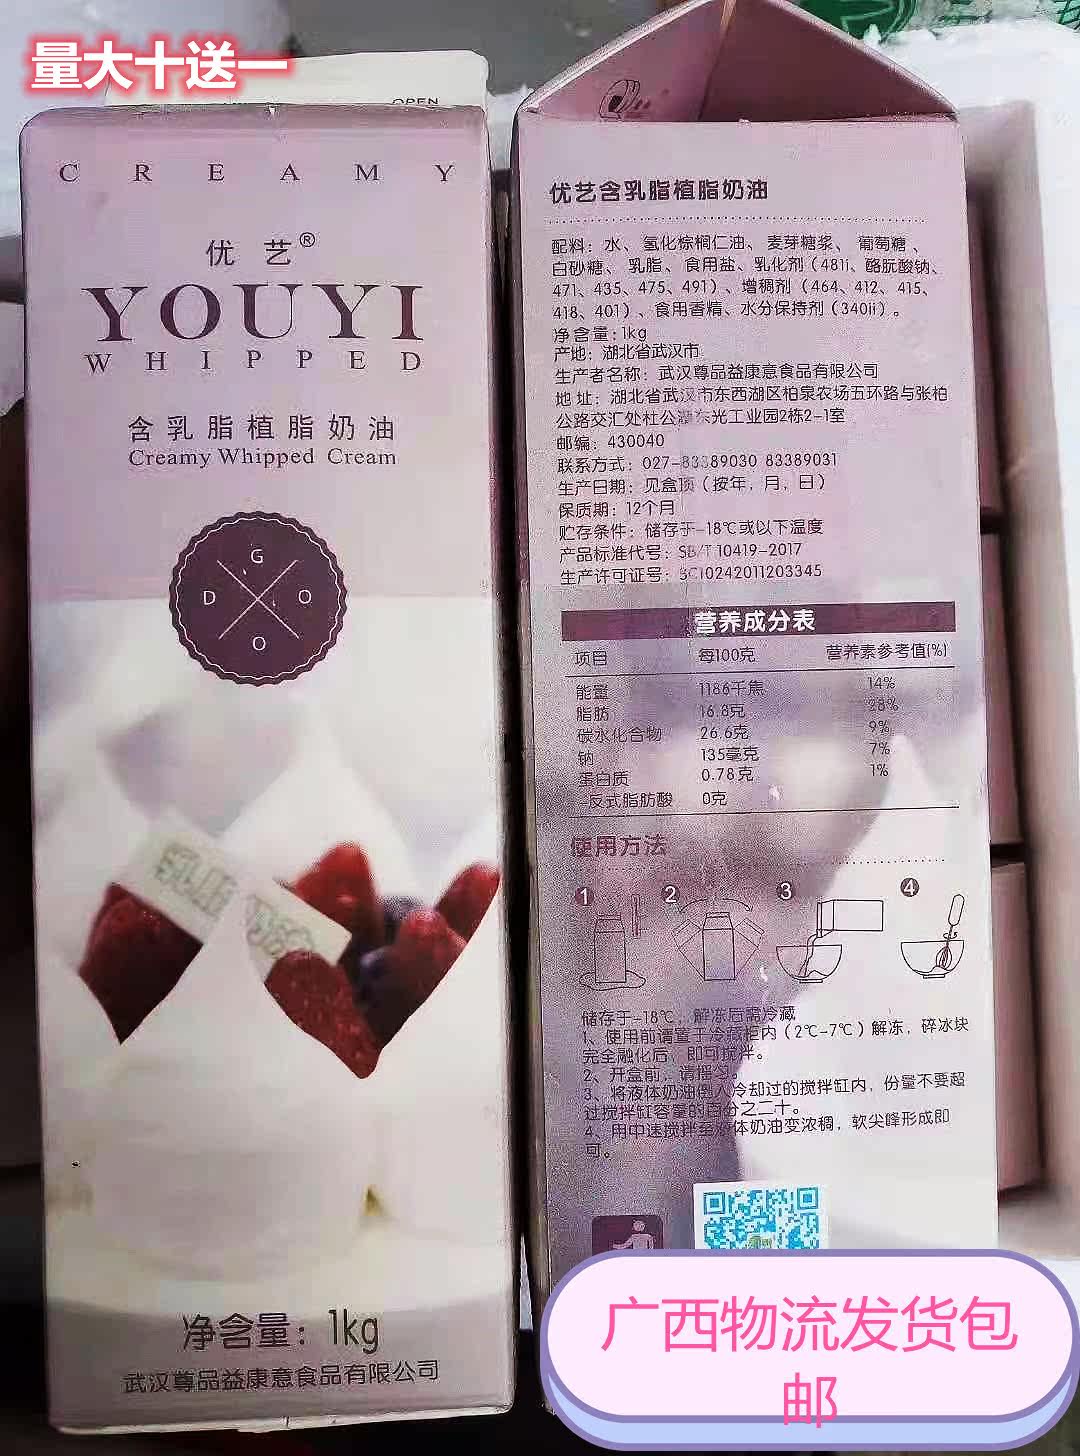 量大十送一
OPEN
CREAMY
优艺®
YOUYI
WHIPPED
含乳脂植脂奶油
Creamy Whipped Cream
G
D O
O
净含量：1kg
武汉尊品益康意食品有限公司
优艺含乳脂植脂奶油
配料：水、氢化棕榈仁油、麦芽糖浆、葡萄糖、
白砂糖、乳脂、食用盐、乳化剂（481i、酪朊酸钠、
471、435、475、491）、增稠剂（464、412、415、
418、401）、食用香精、水分保持剂（340ii）。
净含量：1kg
产地：湖北省武汉市
生产者名称：武汉尊品益康意食品有限公司
地址：湖北省武汉市东西湖区柏泉农场五环路与张柏
公路交汇处杜公湖东光工业园2栋2-1室
邮编：430040
联系方式：027-83389030 83389031
生产日期：见盒顶（按年，月，日）
保质期：12个月
贮存条件：储存于-18℃或以下温度
产品标准代号：SB/T 10419-2017
生产许可证号：SC10242011203345
营养成分表
项目 每100克 营养素参考值(%)
能量 1186千焦 14%
脂肪 16.8克 28%
碳水化合物 26.6克 9%
钠 135毫克 7%
蛋白质 0.78克 1%
-反式脂肪酸 0克
使用方法
1 2 3 4
储存于-18℃，解冻后需冷藏
1、使用前请置于冷藏柜内（2℃-7℃）解冻，碎冰块
完全融化后，即可搅拌。
2、开盒前，请摇匀。
3、将液体奶油倒入冷却过的搅拌缸内，份量不要超
过搅拌缸容量的百分之二十。
4、用中速搅拌至液体奶油变浓稠，软尖峰形成即
可。
广西物流发货包
邮